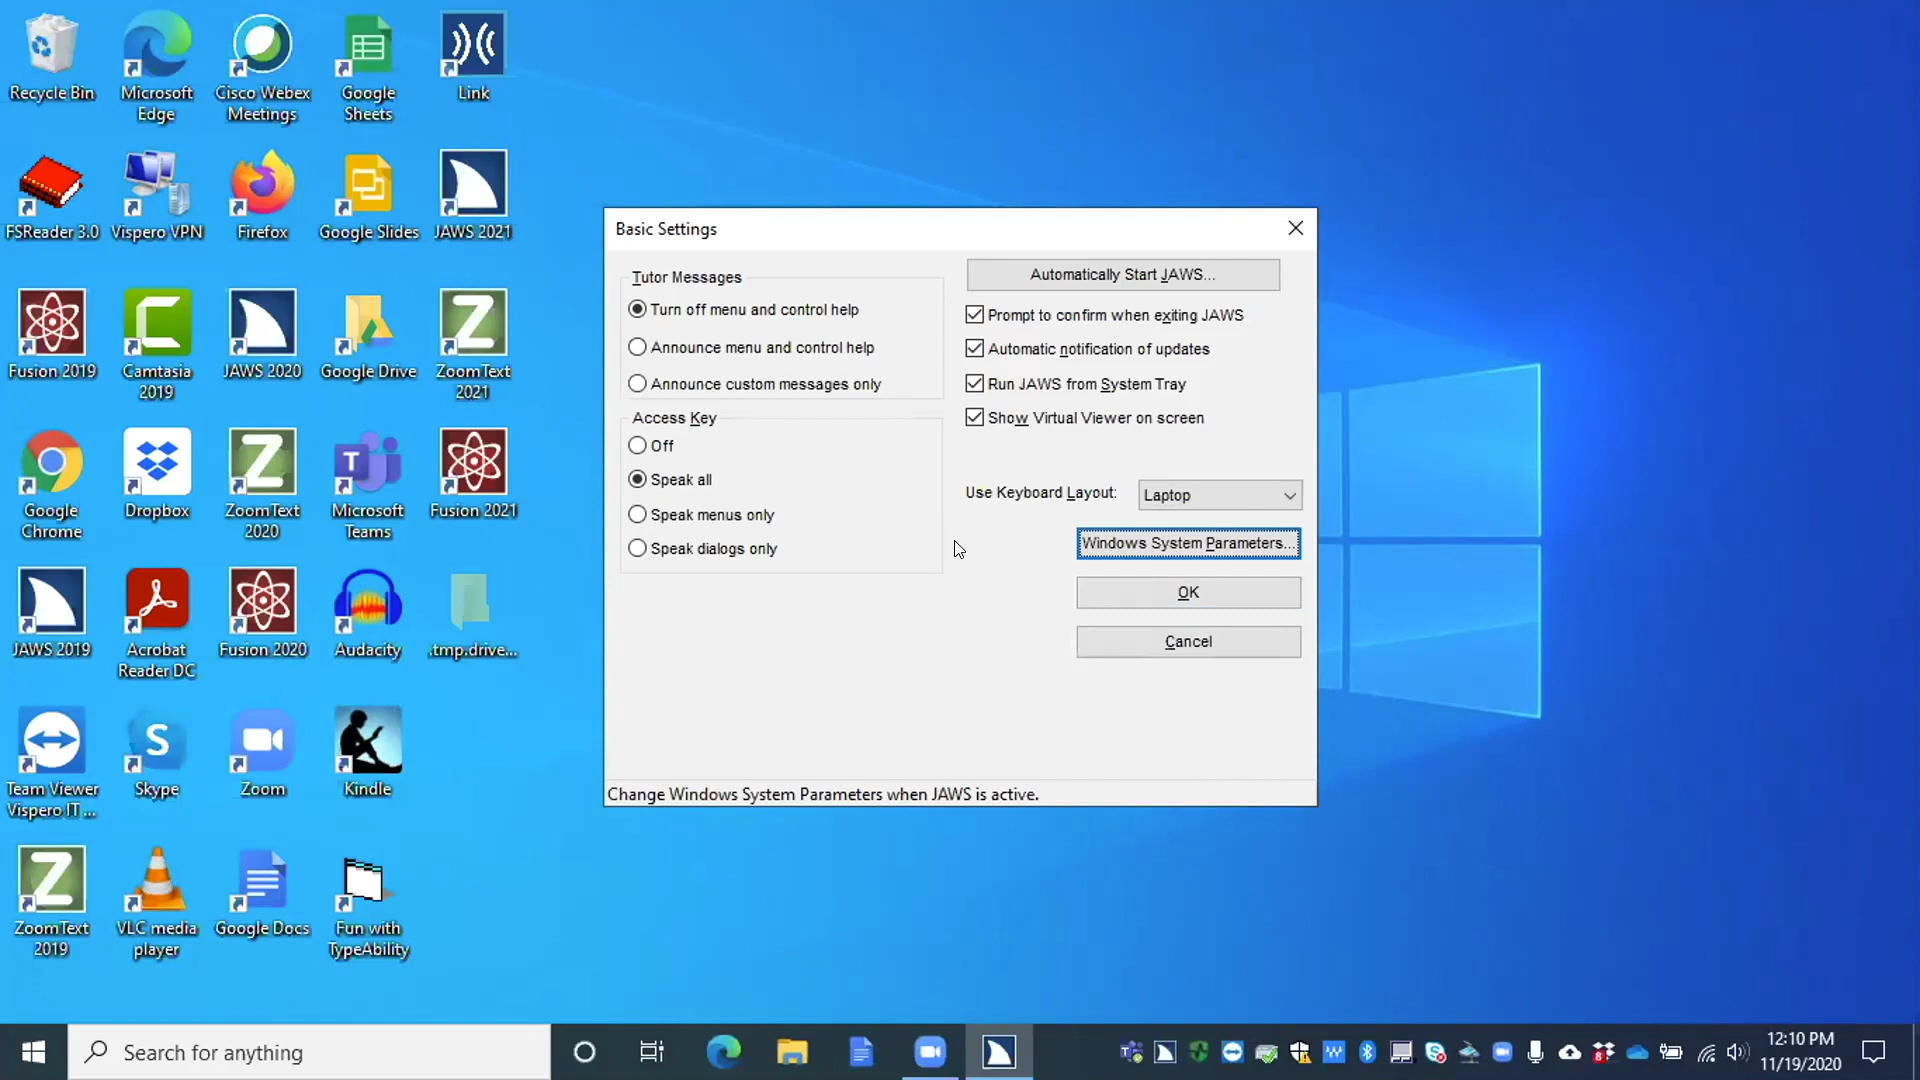 Recycle Bin
Microsoft
Edge
Cisco Webex
Meetings
Google
Sheets
Link
FSReader 3.0
Vispero VPN
Firefox
Google Slides
JAWS 2021
Fusion 2019
Camtasia
2019
JAWS 2020
Google Drive
ZoomText
2021
Google
Chrome
Dropbox
ZoomText
2020
Microsoft
Teams
Fusion 2021
JAWS 2019
Acrobat
Reader DC
Fusion 2020
Audacity
.tmp.drive...
Team Viewer
Vispero IT ...
Skype
Zoom
Kindle
ZoomText
2019
VLC media
player
Google Docs
Fun with
TypeAbility
Basic Settings
Tutor Messages
Turn off menu and control help
Announce menu and control help
Announce custom messages only
Access Key
Off
Speak all
Speak menus only
Speak dialogs only
Automatically Start JAWS...
Prompt to confirm when exiting JAWS
Automatic notification of updates
Run JAWS from System Tray
Show Virtual Viewer on screen
Use Keyboard Layout:
Laptop
Windows System Parameters...
OK
Cancel
Change Windows System Parameters when JAWS is active.
Search for anything
12:10 PM
11/19/2020